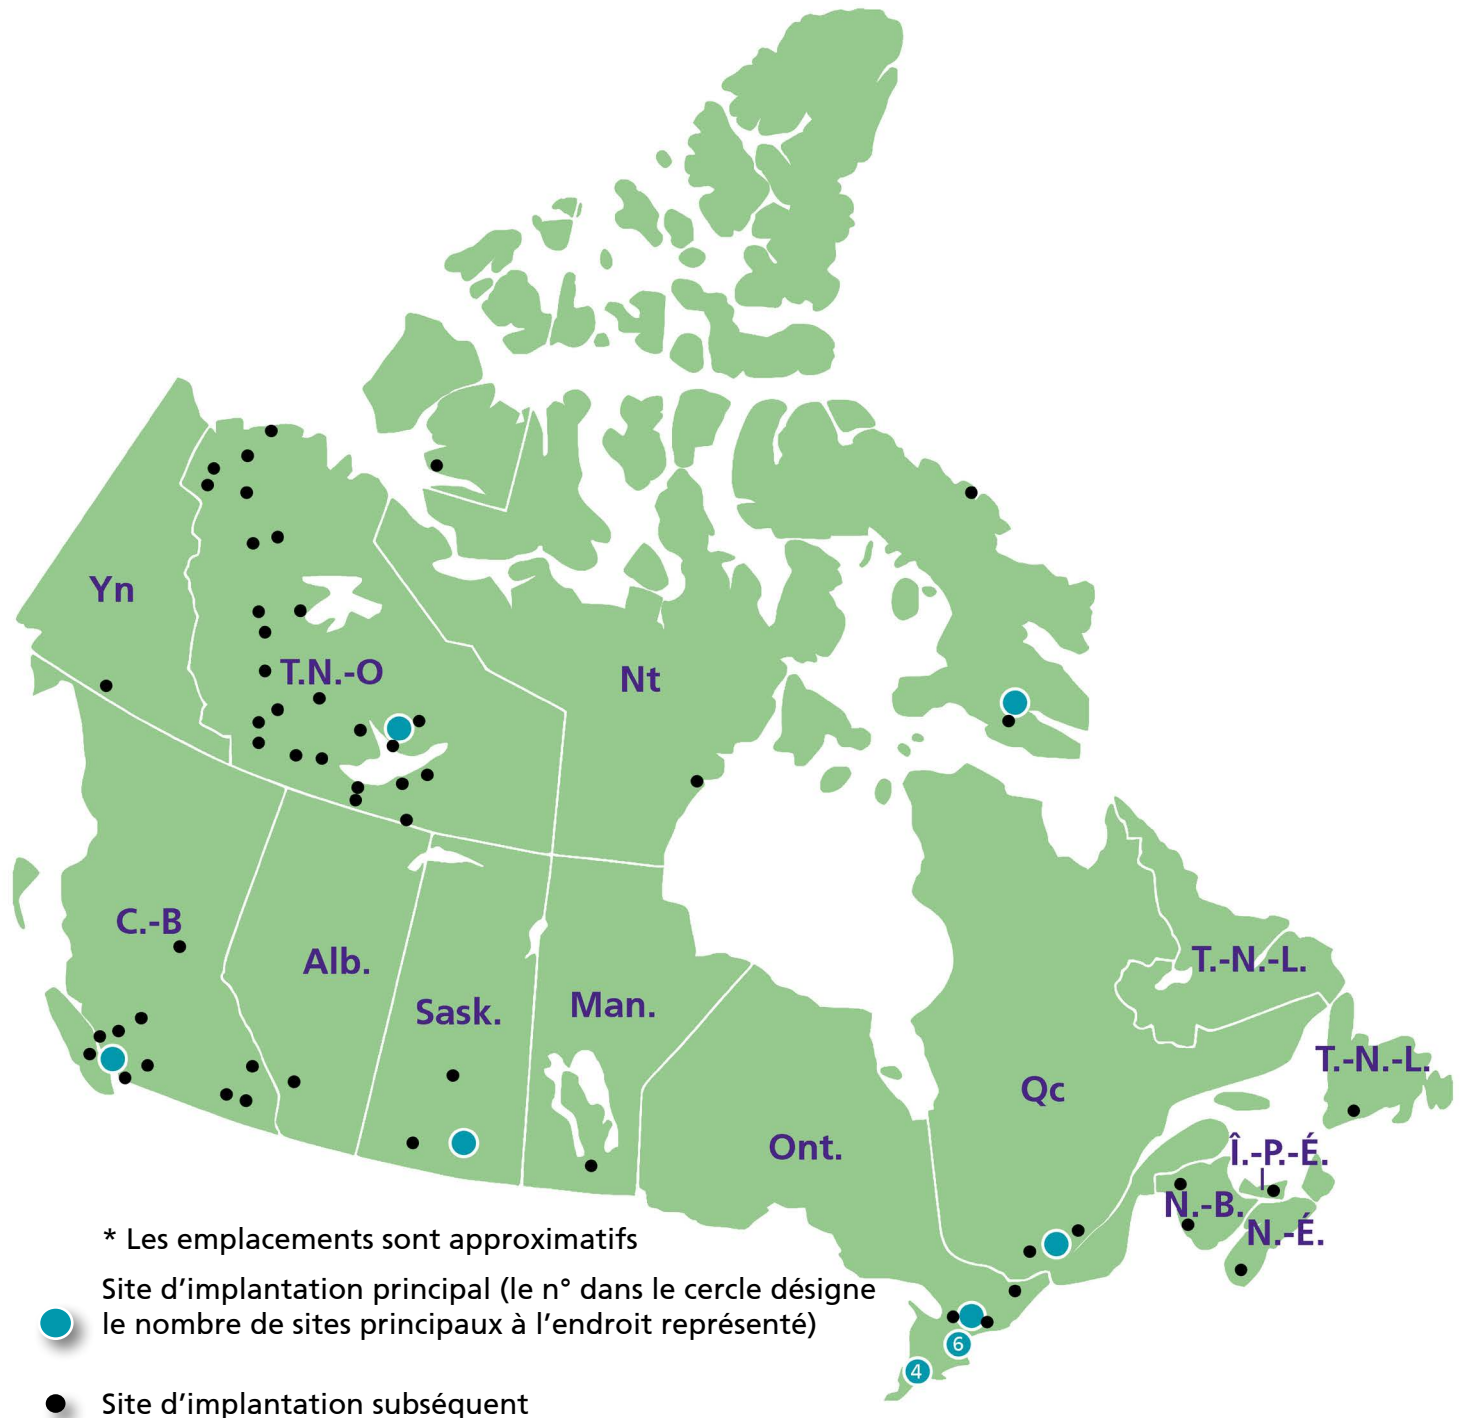 Yn
T.N.-O
Nt
C.-B
Alb.
Sask.
Man.
T.-N.-L.
T.-N.-L.
Qc
Ont.
Î.-P.-É.
N.-B.
N.-É.
* Les emplacements sont approximatifs
Site d’implantation principal (le n° dans le cercle désigne
le nombre de sites principaux à l’endroit représenté)
6
4
Site d’implantation subséquent